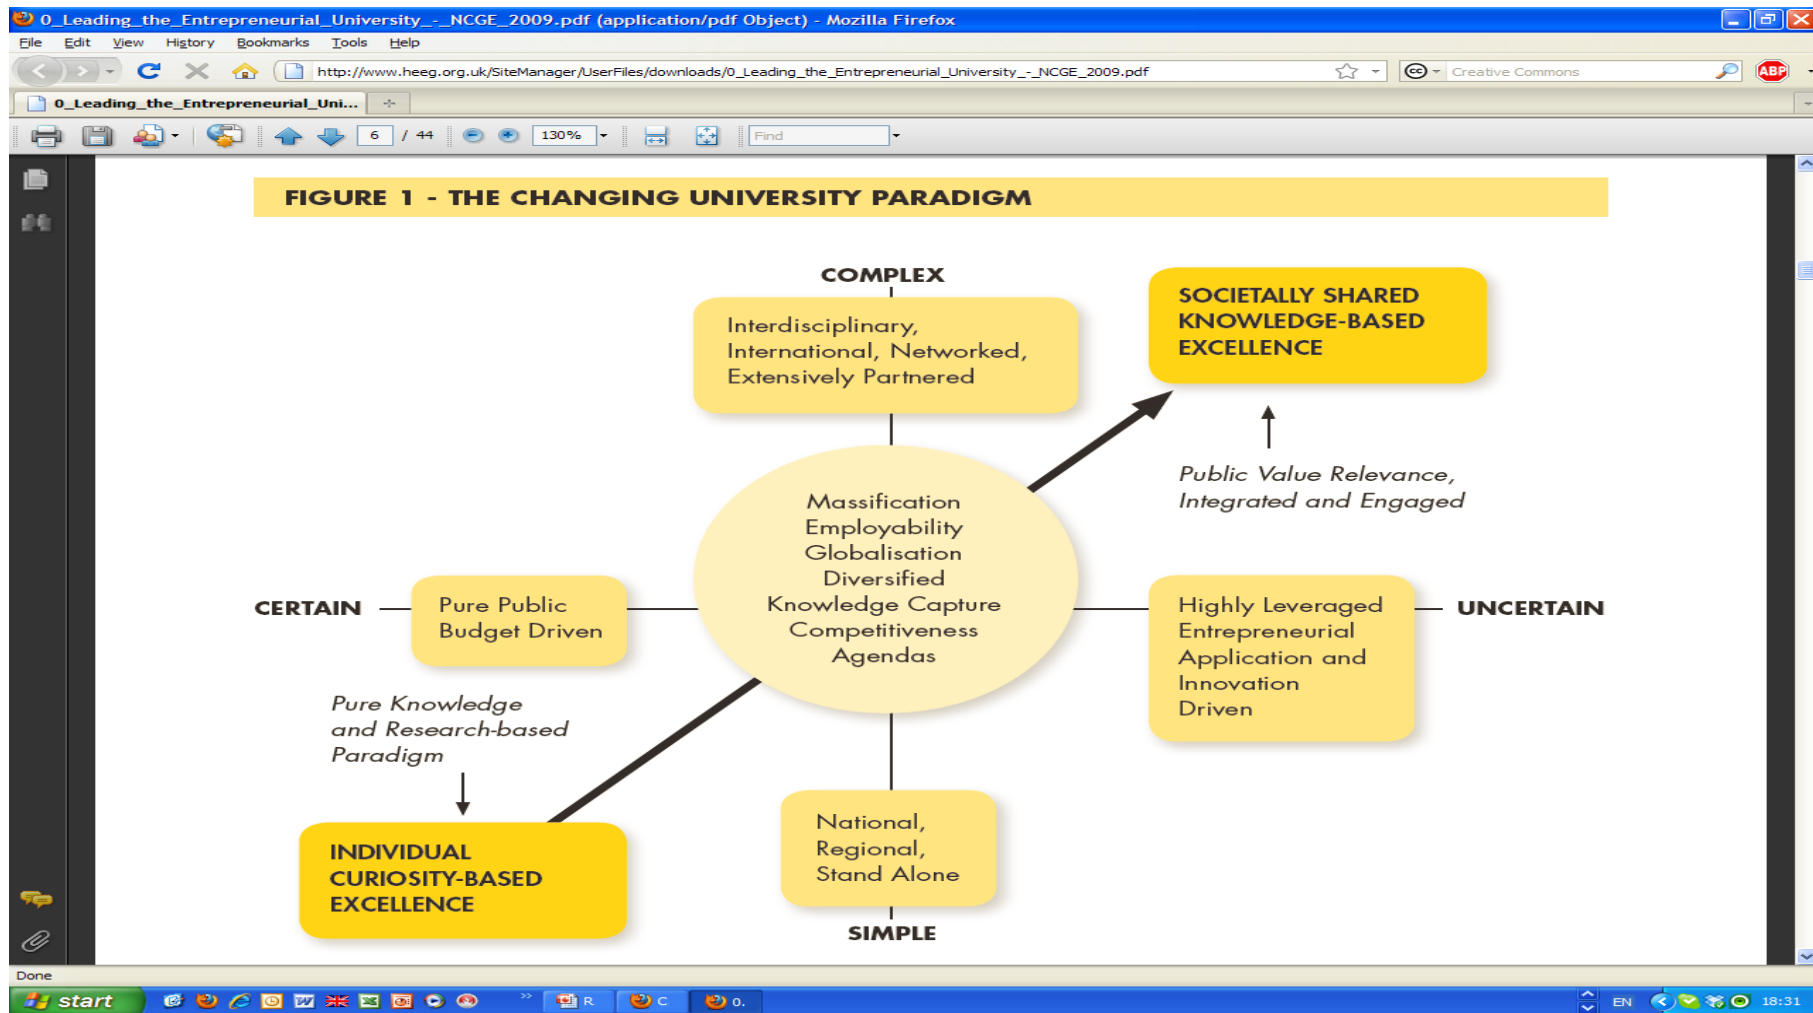 0_Leading_the_Entrepreneurial_University_-_NCGE_2009.pdf (application/pdf Object) - Mozilla Firefox
File Edit View History Bookmarks Tools Help
http://www.heeg.org.uk/SiteManager/UserFiles/downloads/0_Leading_the_Entrepreneurial_University_-_NCGE_2009.pdf
cc
Creative Commons
ABP
0_Leading_the_Entrepreneurial_Uni...
6 / 44
130%
Find
FIGURE 1 - THE CHANGING UNIVERSITY PARADIGM
COMPLEX
Interdisciplinary,
International, Networked,
Extensively Partnered
SOCIETALLY SHARED
KNOWLEDGE-BASED
EXCELLENCE
Public Value Relevance,
Integrated and Engaged
Massification
Employability
Globalisation
Diversified
Knowledge Capture
Competitiveness
Agendas
CERTAIN
Pure Public
Budget Driven
Highly Leveraged
Entrepreneurial
Application and
Innovation
Driven
UNCERTAIN
Pure Knowledge
and Research-based
Paradigm
INDIVIDUAL
CURIOSITY-BASED
EXCELLENCE
National,
Regional,
Stand Alone
SIMPLE
Done
start
R
C
0.
EN
18:31